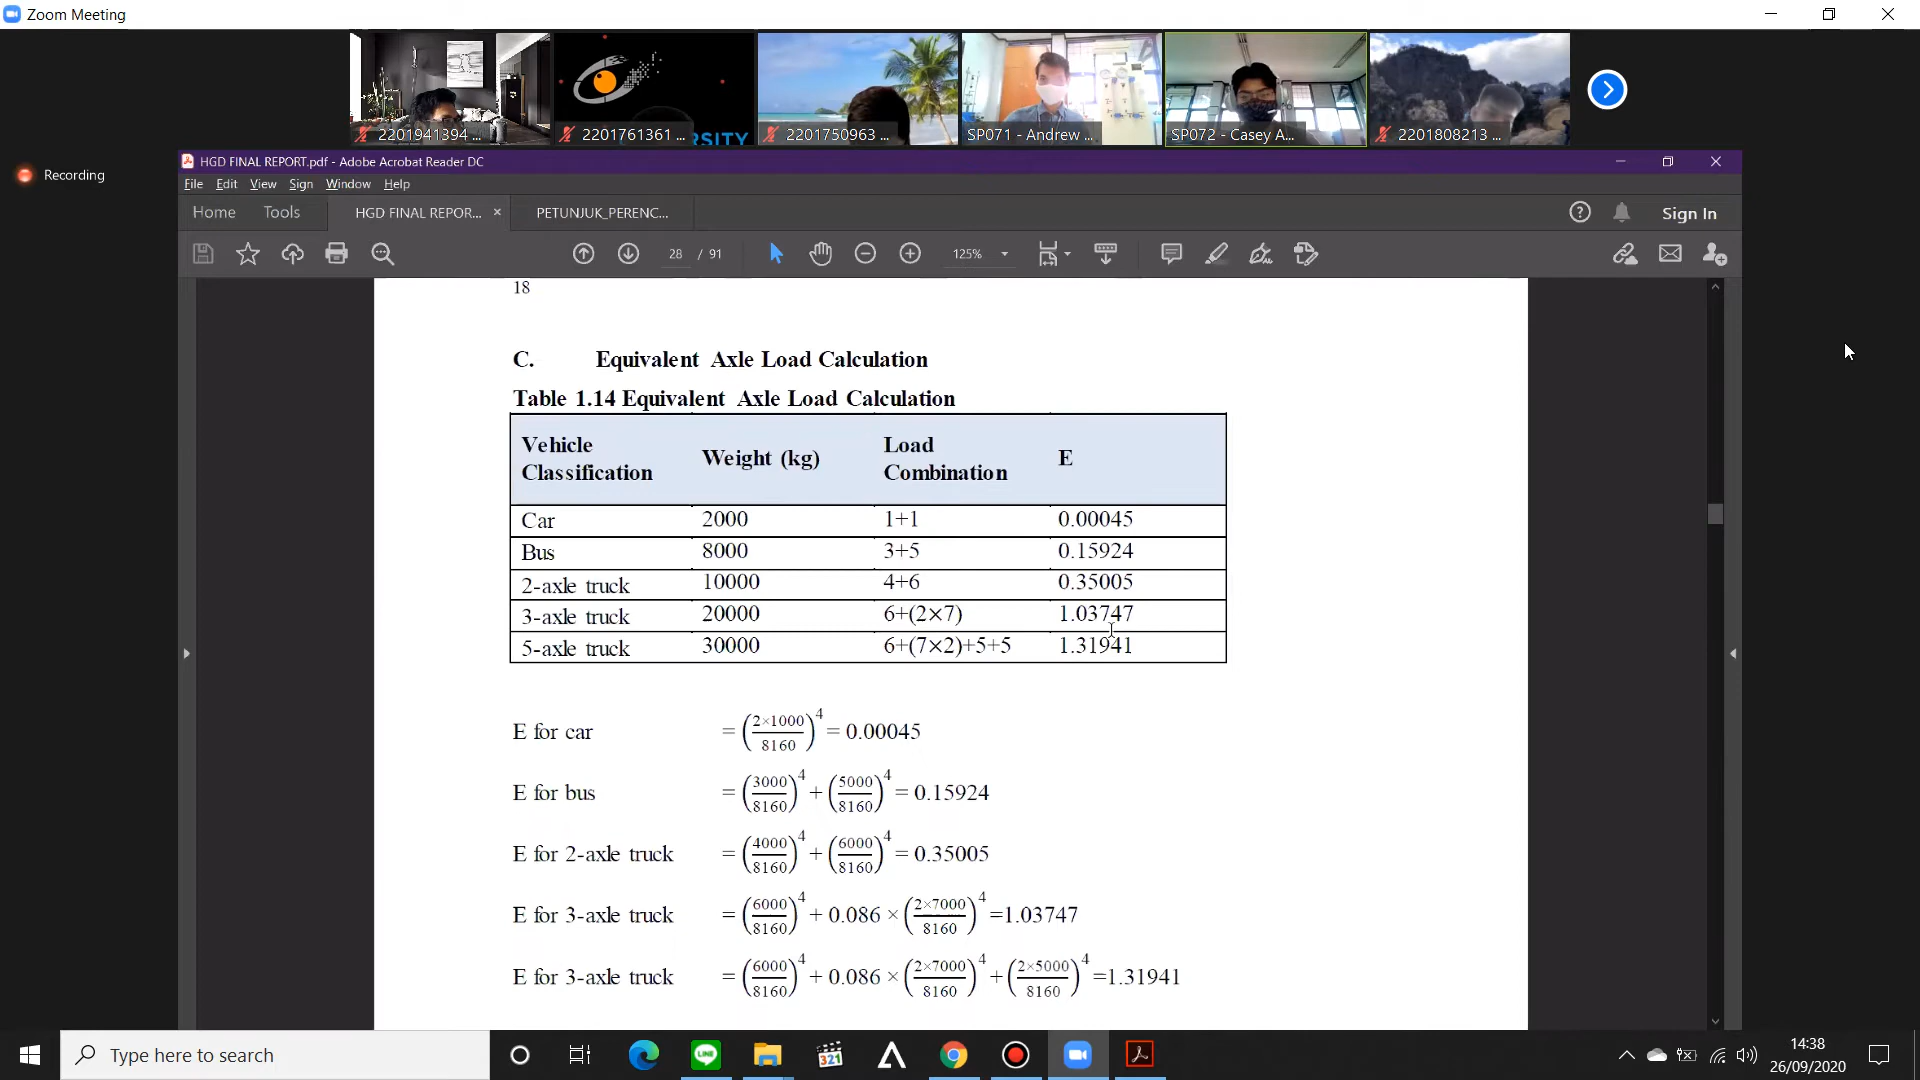 Zoom Meeting
2201941394 ...
2201761361 ...
RSITY
2201750963 ...
SP071 - Andrew ...
SP072 - Casey A...
2201808213 ...
Recording
HGD FINAL REPORT.pdf - Adobe Acrobat Reader DC
File Edit View Sign Window Help
Home Tools HGD FINAL REPOR... × PETUNJUK_PERENC... Sign In
28 / 91 125%
18
C. Equivalent Axle Load Calculation
Table 1.14 Equivalent Axle Load Calculation
Vehicle Classification Weight (kg) Load Combination E
Car 2000 1+1 0.00045
Bus 8000 3+5 0.15924
2-axle truck 10000 4+6 0.35005
3-axle truck 20000 6+(2×7) 1.03747
5-axle truck 30000 6+(7×2)+5+5 1.31941
E for car = (2×1000/8160)^4 = 0.00045
E for bus = (3000/8160)^4 + (5000/8160)^4 = 0.15924
E for 2-axle truck = (4000/8160)^4 + (6000/8160)^4 = 0.35005
E for 3-axle truck = (6000/8160)^4 + 0.086 × (2×7000/8160)^4 =1.03747
E for 3-axle truck = (6000/8160)^4 + 0.086 × (2×7000/8160)^4 + (2×5000/8160)^4 =1.31941
Type here to search
LINE
321
14:38
26/09/2020